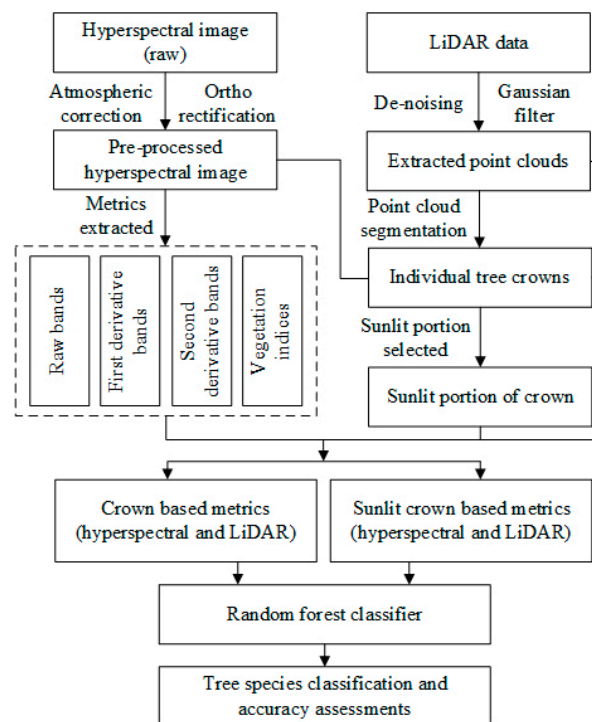 Hyperspectral image
(raw)
LiDAR data
Atmospheric
correction
Ortho
rectification
De-noising
Gaussian
filter
Pre-processed
hyperspectral image
Extracted point clouds
Metrics
extracted
Point cloud
segmentation
Raw bands
First derivative
bands
Second
derivative bands
Vegetation
indices
Individual tree crowns
Sunlit portion
selected
Sunlit portion of crown
Crown based metrics
(hyperspectral and LiDAR)
Sunlit crown based metrics
(hyperspectral and LiDAR)
Random forest classifier
Tree species classification and
accuracy assessments